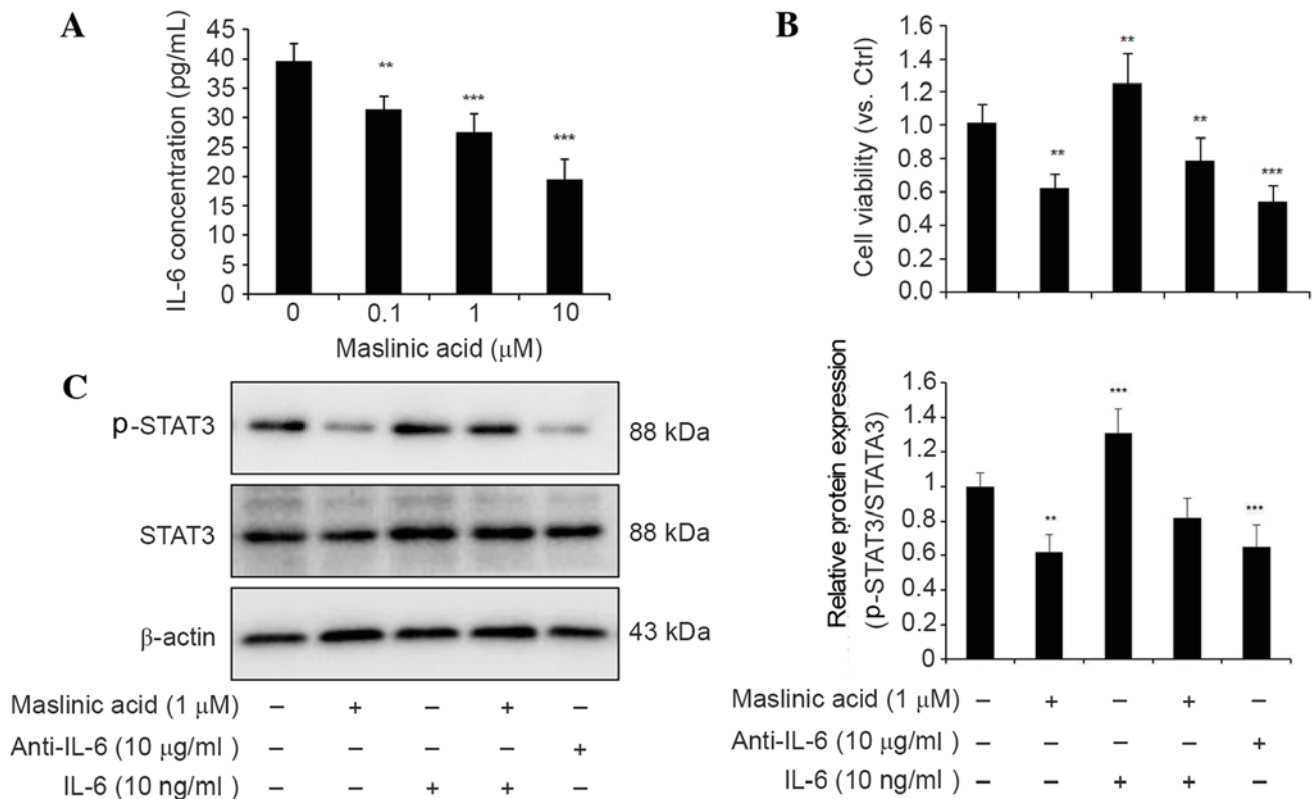 A
IL-6 concentration (pg/mL)
45
40
35
30
25
20
15
10
5
0
** *** ***
0 0.1 1 10
Maslinic acid (μM)
B
Cell viability (vs. Ctrl)
1.6
1.4
1.2
1.0
0.8
0.6
0.4
0.2
0.0
** ** ** ***
C
p-STAT3 88 kDa
STAT3 88 kDa
β-actin 43 kDa
Maslinic acid (1 μM) – + – + –
Anti-IL-6 (10 μg/ml ) – – – – +
IL-6 (10 ng/ml ) – – + + –
Relative protein expression
(p-STAT3/STATA3)
1.6
1.4
1.2
1
0.8
0.6
0.4
0.2
0
** *** ***
Maslinic acid (1 μM) – + – + –
Anti-IL-6 (10 μg/ml ) – – – – +
IL-6 (10 ng/ml ) – – + + –